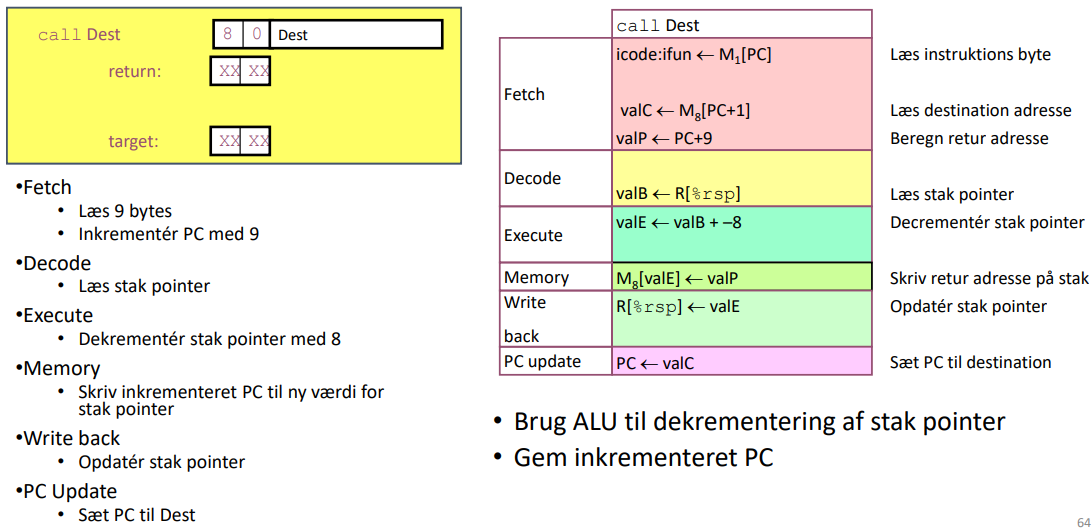 call Dest 8 0 Dest
return: XX XX
target: XX XX
•Fetch
• Læs 9 bytes
• Inkrementér PC med 9
•Decode
• Læs stak pointer
•Execute
• Dekrementér stak pointer med 8
•Memory
• Skriv inkrementeret PC til ny værdi for
stak pointer
•Write back
• Opdatér stak pointer
•PC Update
• Sæt PC til Dest
call Dest
Fetch
icode:ifun ← M₁[PC] Læs instruktions byte
valC ← M₈[PC+1] Læs destination adresse
valP ← PC+9 Beregn retur adresse
Decode
valB ← R[%rsp] Læs stak pointer
Execute
valE ← valB + –8 Decrementér stak pointer
Memory M₈[valE] ← valP Skriv retur adresse på stak
Write
back
R[%rsp] ← valE Opdatér stak pointer
PC update PC ← valC Sæt PC til destination
• Brug ALU til dekrementering af stak pointer
• Gem inkrementeret PC
64